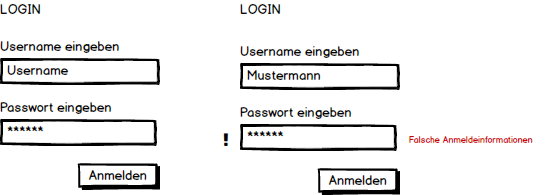 LOGIN
Username eingeben
Username
Passwort eingeben
******
Anmelden
LOGIN
Username eingeben
Mustermann
Passwort eingeben
! ****** Falsche Anmeldeinformationen
Anmelden